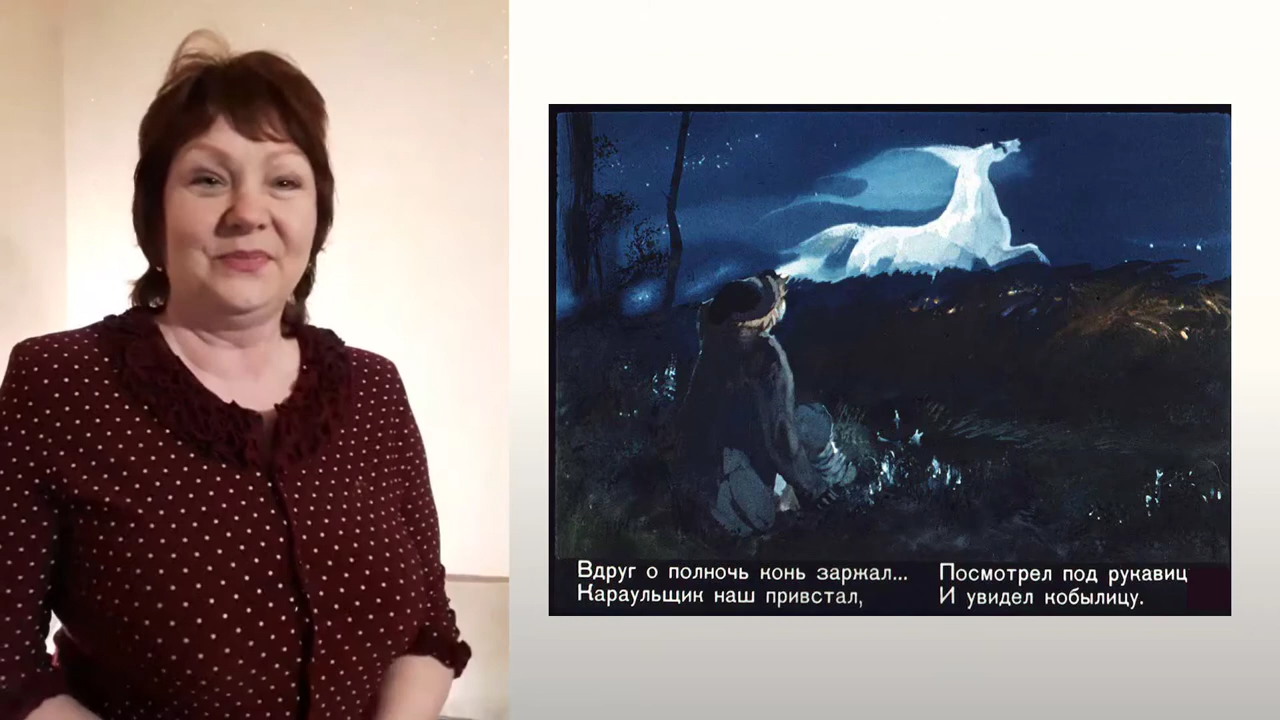 Вдруг о полночь конь заржал...
Караульщик наш привстал,
Посмотрел под рукавиц
И увидел кобылицу.